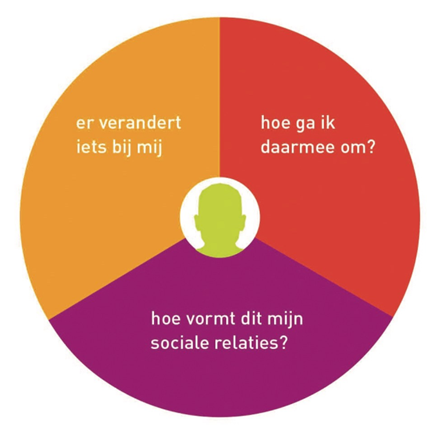 er verandert
iets bij mij
hoe ga ik
daarmee om?
hoe vormt dit mijn
sociale relaties?